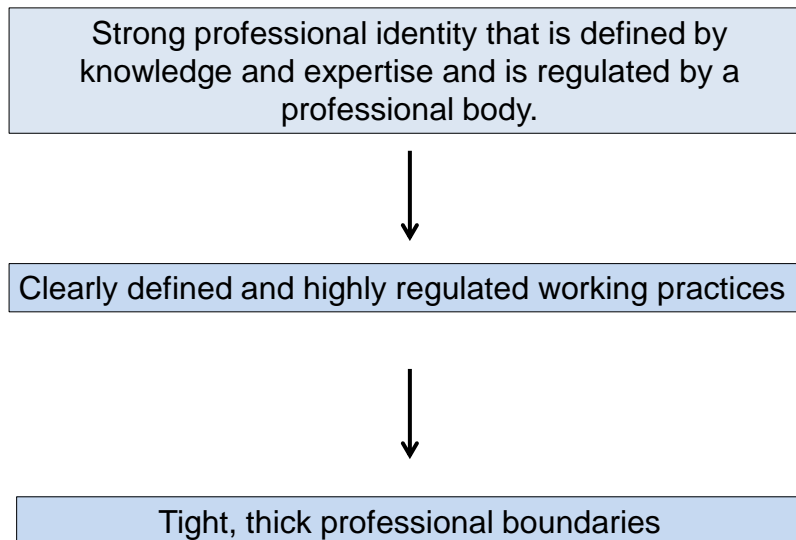 Strong professional identity that is defined by
knowledge and expertise and is regulated by a
professional body.
Clearly defined and highly regulated working practices
Tight, thick professional boundaries